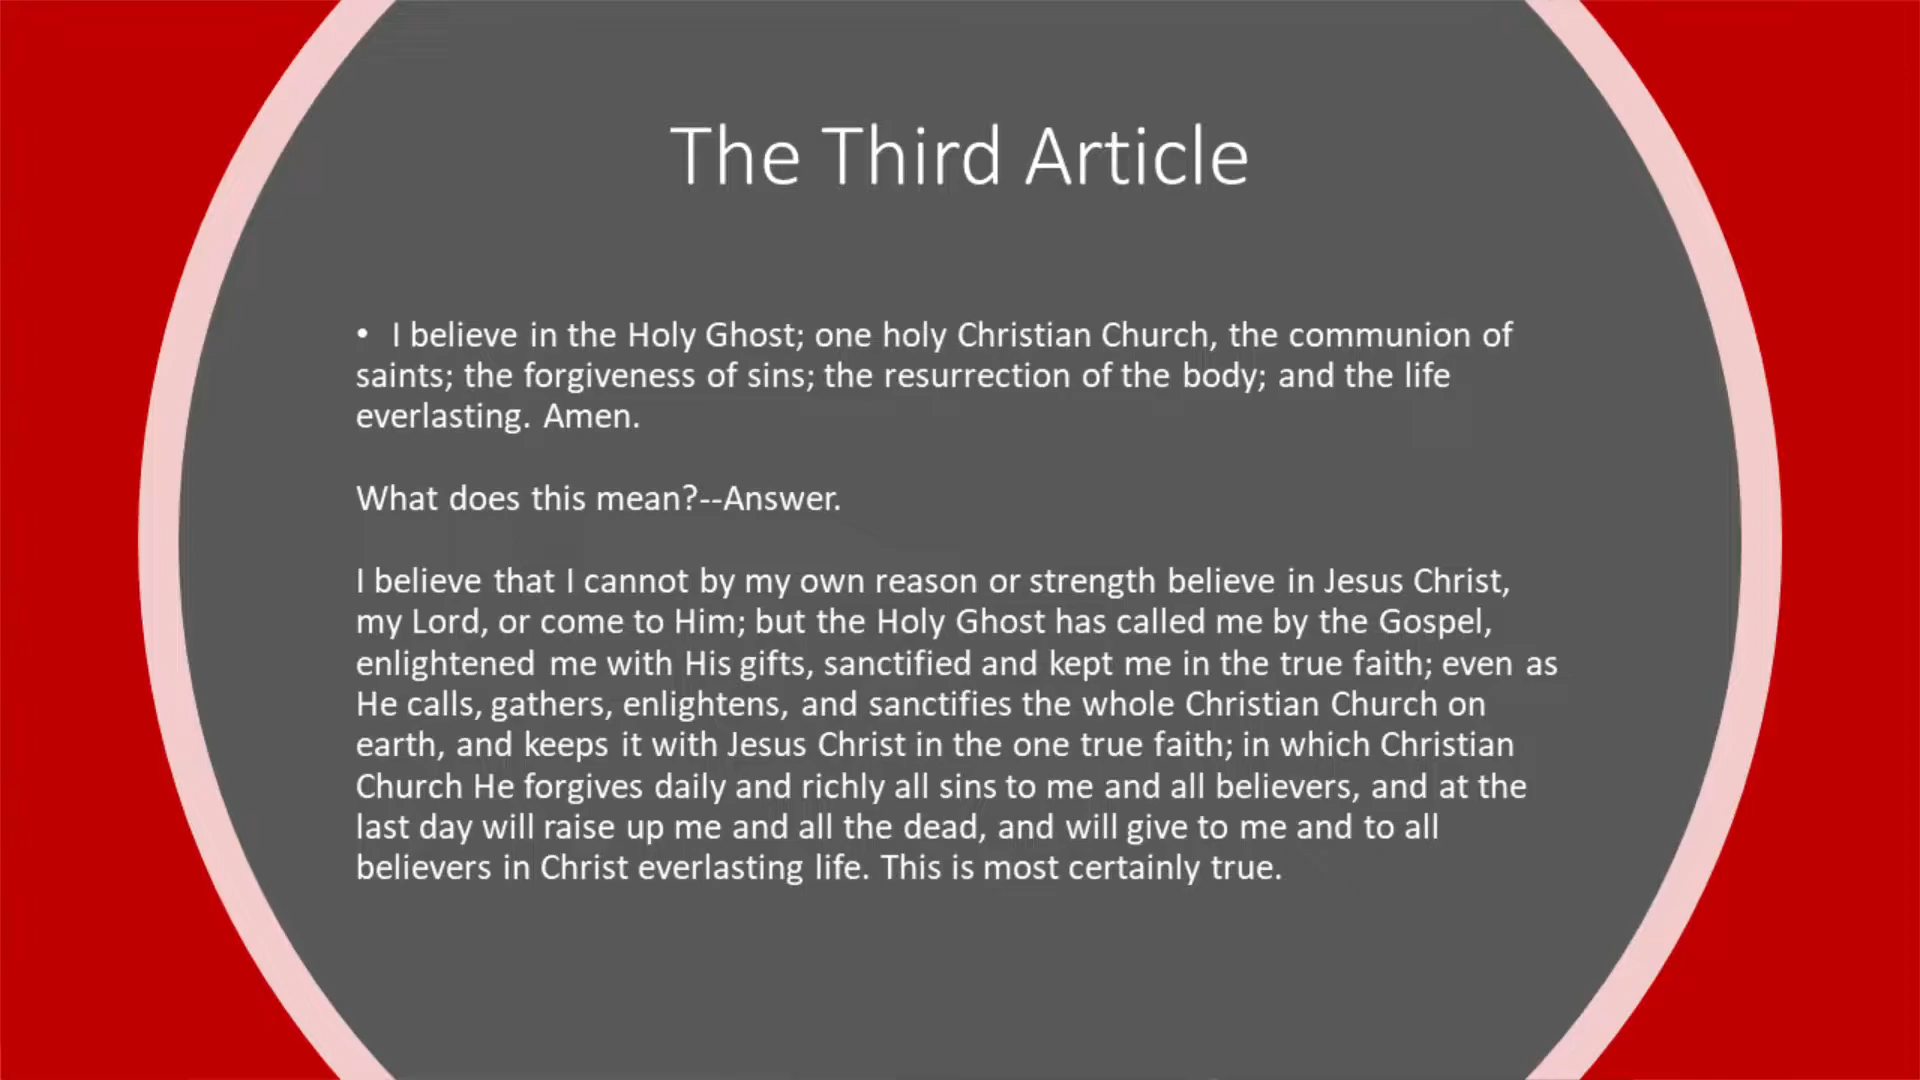 The Third Article
• I believe in the Holy Ghost; one holy Christian Church, the communion of
saints; the forgiveness of sins; the resurrection of the body; and the life
everlasting. Amen.
What does this mean?--Answer.
I believe that I cannot by my own reason or strength believe in Jesus Christ,
my Lord, or come to Him; but the Holy Ghost has called me by the Gospel,
enlightened me with His gifts, sanctified and kept me in the true faith; even as
He calls, gathers, enlightens, and sanctifies the whole Christian Church on
earth, and keeps it with Jesus Christ in the one true faith; in which Christian
Church He forgives daily and richly all sins to me and all believers, and at the
last day will raise up me and all the dead, and will give to me and to all
believers in Christ everlasting life. This is most certainly true.